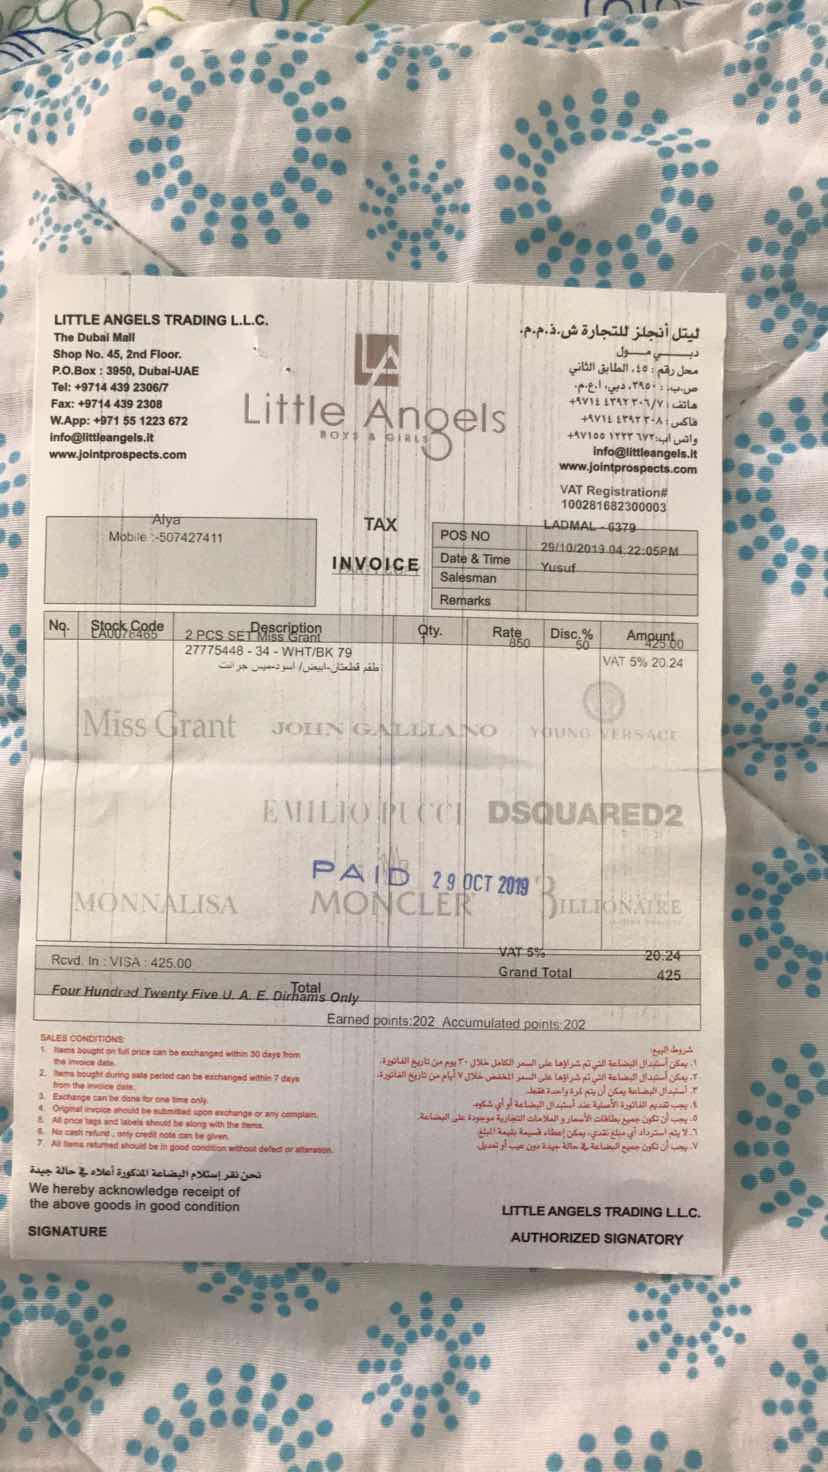 LITTLE ANGELS TRADING L.L.C.
The Dubai Mall
Shop No. 45, 2nd Floor.
P.O.Box : 3950, Dubai-UAE
Tel: +9714 439 2306/7
Fax: +9714 439 2308
W.App: +971 55 1223 672
info@littleangels.it
www.jointprospects.com
LA
Little Angels
BOYS & GIRLS
ليتل أنجلز للتجارة ش.ذ.م.م.
دبـــي مـــول
محل رقم: ٤٥، الطابق الثاني
ص.ب.: ٣٩٥٠، دبي، ا.ع.م.
هاتف: ٣٠٦/٧ ٤٣٩٢ ٩٧١٤+
فاكس: ٣٠٨ ٤٣٩٢ ٩٧١٤+
واتس اب: ٦٧٢ ١٢٢٣ ٩٧١٥٥+
info@littleangels.it
www.jointprospects.com
VAT Registration#
100281682300003
Alya
Mobile :-507427411
TAX
INVOICE
POS NO LADMAL - 6379
Date & Time 29/10/2019 04:22:05PM
Salesman Yusuf
Remarks
No. Stock Code Description Qty. Rate Disc.% Amount
1 LA0078465 2 PCS SET Miss Grant 850 50 425.00
27775448 - 34 - WHT/BK 79 VAT 5% 20.24
طقم قطعتان-ابيض/ اسود-ميس جرانت
Miss Grant JOHN GALLIANO YOUNG VERSACE
EMILIO PUCCI DSQUARED2
PAID 29 OCT 2019
MONNALISA MONCLER BILLIONAIRE
Rcvd. In : VISA : 425.00
VAT 5% 20.24
Grand Total 425
Total
Four Hundred Twenty Five U. A. E. Dirhams Only
Earned points:202 Accumulated points:202
SALES CONDITIONS:
1. Items bought on full price can be exchanged within 30 days from
the invoice date.
2. Items bought during sale period can be exchanged within 7 days
from the invoice date.
3. Exchange can be done for one time only.
4. Original invoice should be submitted upon exchange or any complain.
5. All price tags and labels should be along with the items.
6. No cash refund , only credit note can be given.
7. All items returned should be in good condition without defect or alteration.
شروط البيع:
١. يمكن أستبدال البضاعة التي تم شراؤها على السعر الكامل خلال ٣٠ يوم من تاريخ الفاتورة.
٢. يمكن أستبدال البضاعة التي تم شراؤها على السعر المخفض خلال ٧ أيام من تاريخ الفاتورة.
٣. أستبدال البضاعة يمكن أن يتم لمرة واحدة فقط.
٤. يجب تقديم الفاتورة الأصلية عند أستبدال البضاعة أو أي شكوه.
٥. يجب أن تكون جميع بطاقات الأسعار و العلامات التجارية موجودة على البضاعة.
٦. لا يتم استرداد أي مبلغ نقدي، يمكن إعطاء قسيمة بقيمة المبلغ.
٧. يجب أن تكون جميع البضاعة في حالة جيدة دون عيب أو تعديل.
نحن نقر إستلام البضاعة المذكورة أعلاه في حالة جيدة
We hereby acknowledge receipt of
the above goods in good condition
SIGNATURE
LITTLE ANGELS TRADING L.L.C.
AUTHORIZED SIGNATORY